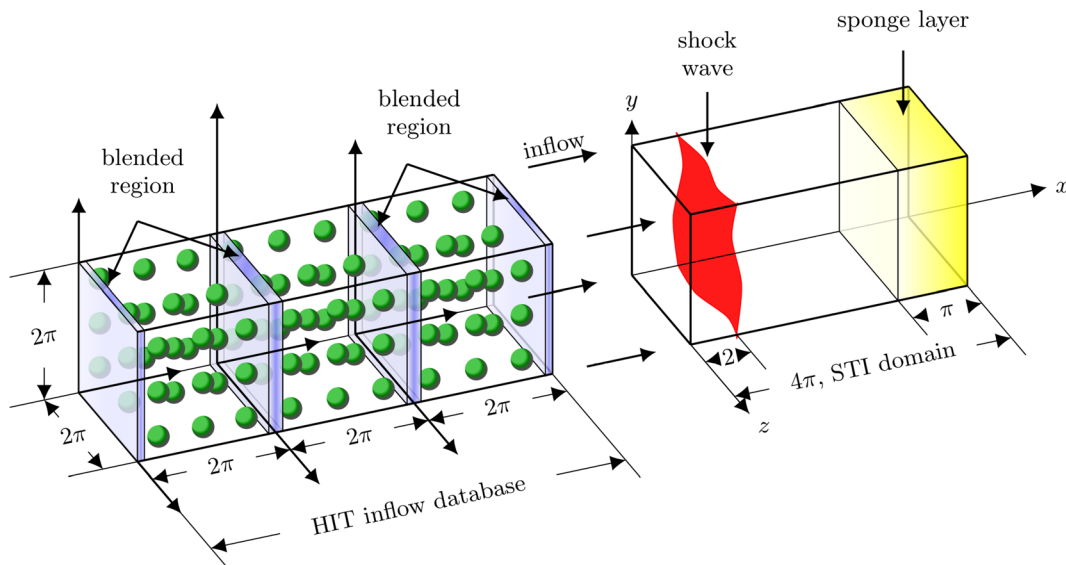 sponge layer
shock
wave
blended
region
y
inflow
blended
region
x
2π
π
2
4π, STI domain
z
2π
2π
2π
2π
HIT inflow database